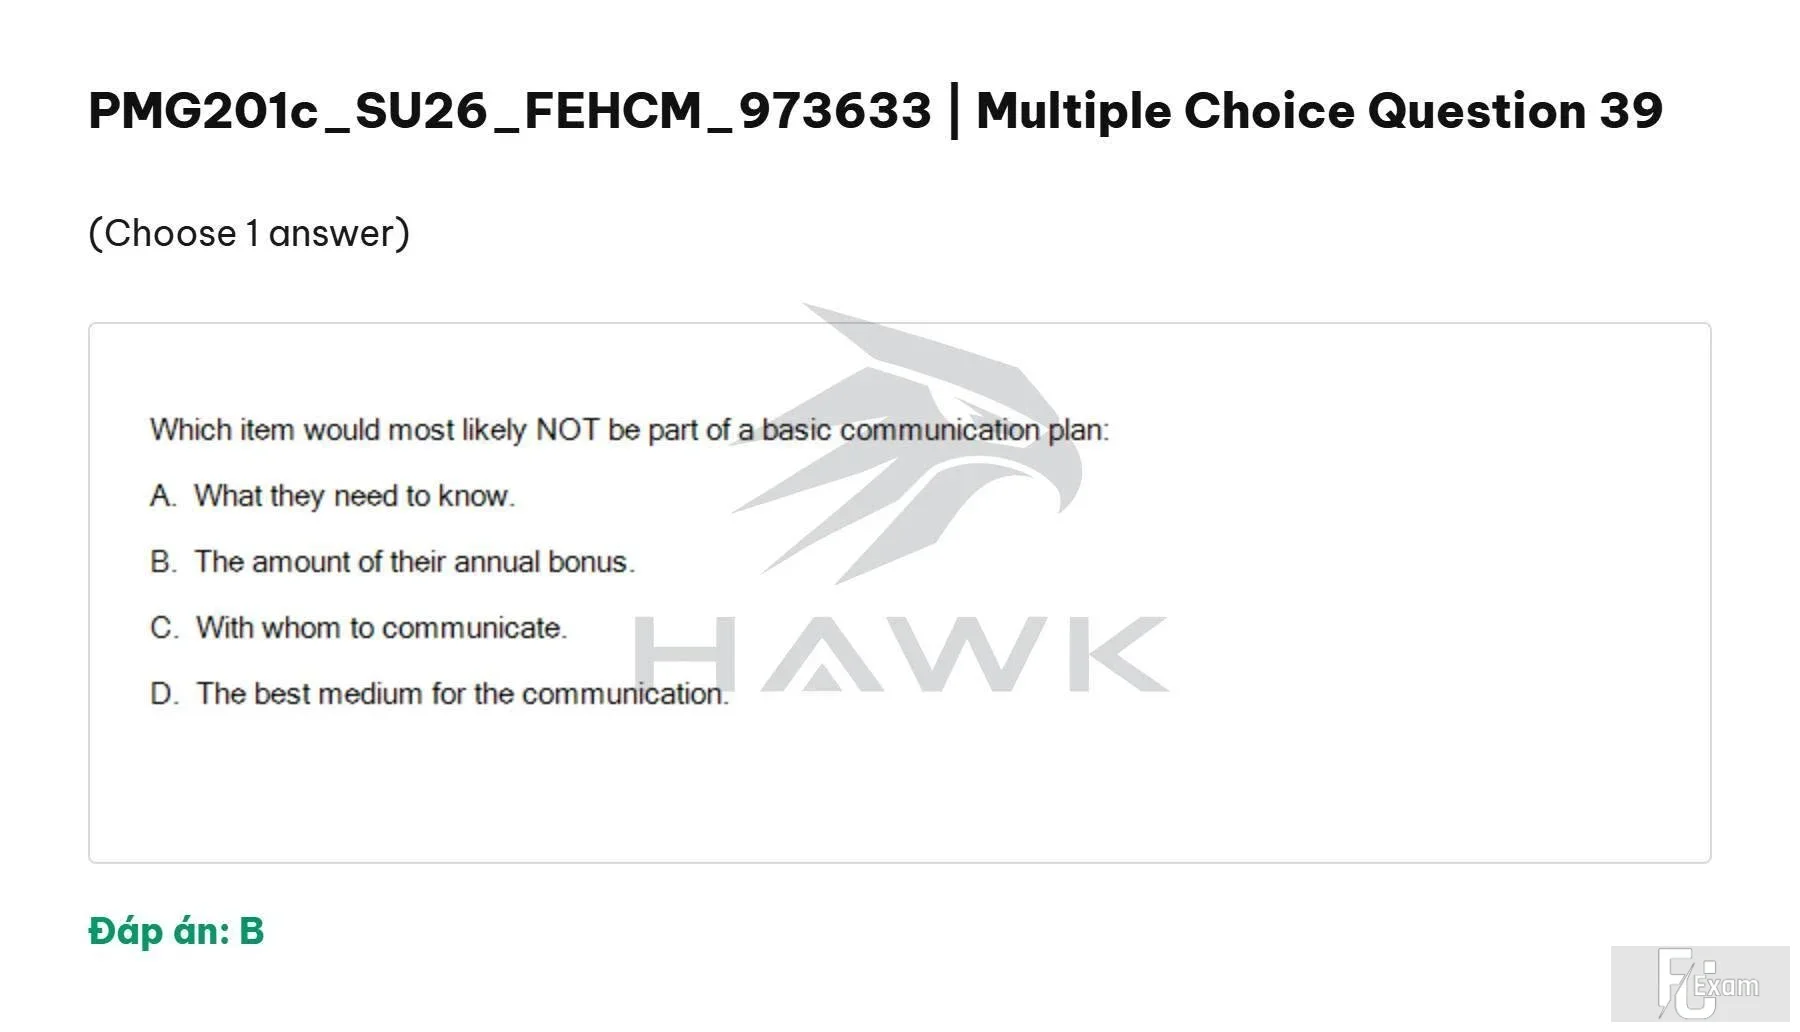 PMG201c_SU26_FEHCM_973633 | Multiple Choice Question 39
(Choose 1 answer)
Which item would most likely NOT be part of a basic communication plan:
A. What they need to know.
B. The amount of their annual bonus.
C. With whom to communicate.
D. The best medium for the communication.
HAWK
Đáp án: B
FU Exam